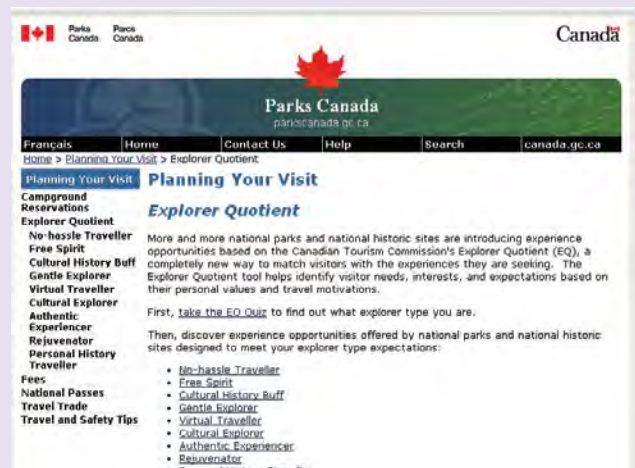 Parks Canada
Parcs Canada
Canada
Parks Canada
parkscanada.gc.ca
Français Home Contact Us Help Search canada.gc.ca
Home > Planning Your Visit > Explorer Quotient
Planning Your Visit
Campground
Reservations
Explorer Quotient
No-hassle Traveller
Free Spirit
Cultural History Buff
Gentle Explorer
Virtual Traveller
Cultural Explorer
Authentic
Experiencer
Rejuvenator
Personal History
Traveller
Fees
National Passes
Travel Trade
Travel and Safety Tips
Planning Your Visit
Explorer Quotient
More and more national parks and national historic sites are introducing experience
opportunities based on the Canadian Tourism Commission's Explorer Quotient (EQ), a
completely new way to match visitors with the experiences they are seeking. The
Explorer Quotient tool helps identify visitor needs, interests, and expectations based on
their personal values and travel motivations.
First, take the EQ Quiz to find out what explorer type you are.
Then, discover experience opportunities offered by national parks and national historic
sites designed to meet your explorer type expectations:
• No-hassle Traveller
• Free Spirit
• Cultural History Buff
• Gentle Explorer
• Virtual Traveller
• Cultural Explorer
• Authentic Experiencer
• Rejuvenator